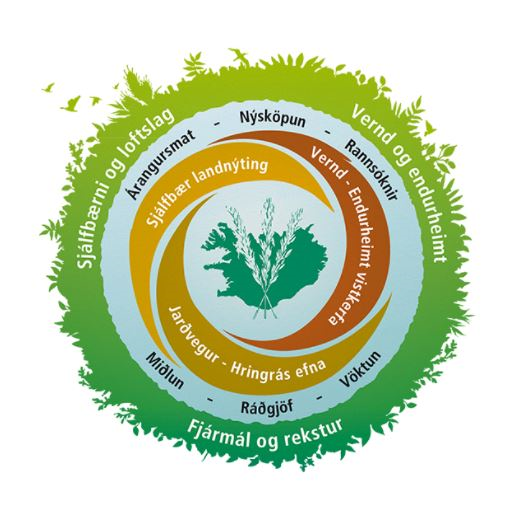 Sjálfbærni og loftslag
Vernd og endurheimt
Fjármál og rekstur
Árangursmat - Nýsköpun - Rannsóknir
Miðlun - Ráðgjöf - Vöktun
Sjálfbær landnýting
Vernd - Endurheimt vistkerfa
Jarðvegur - Hringrás efna